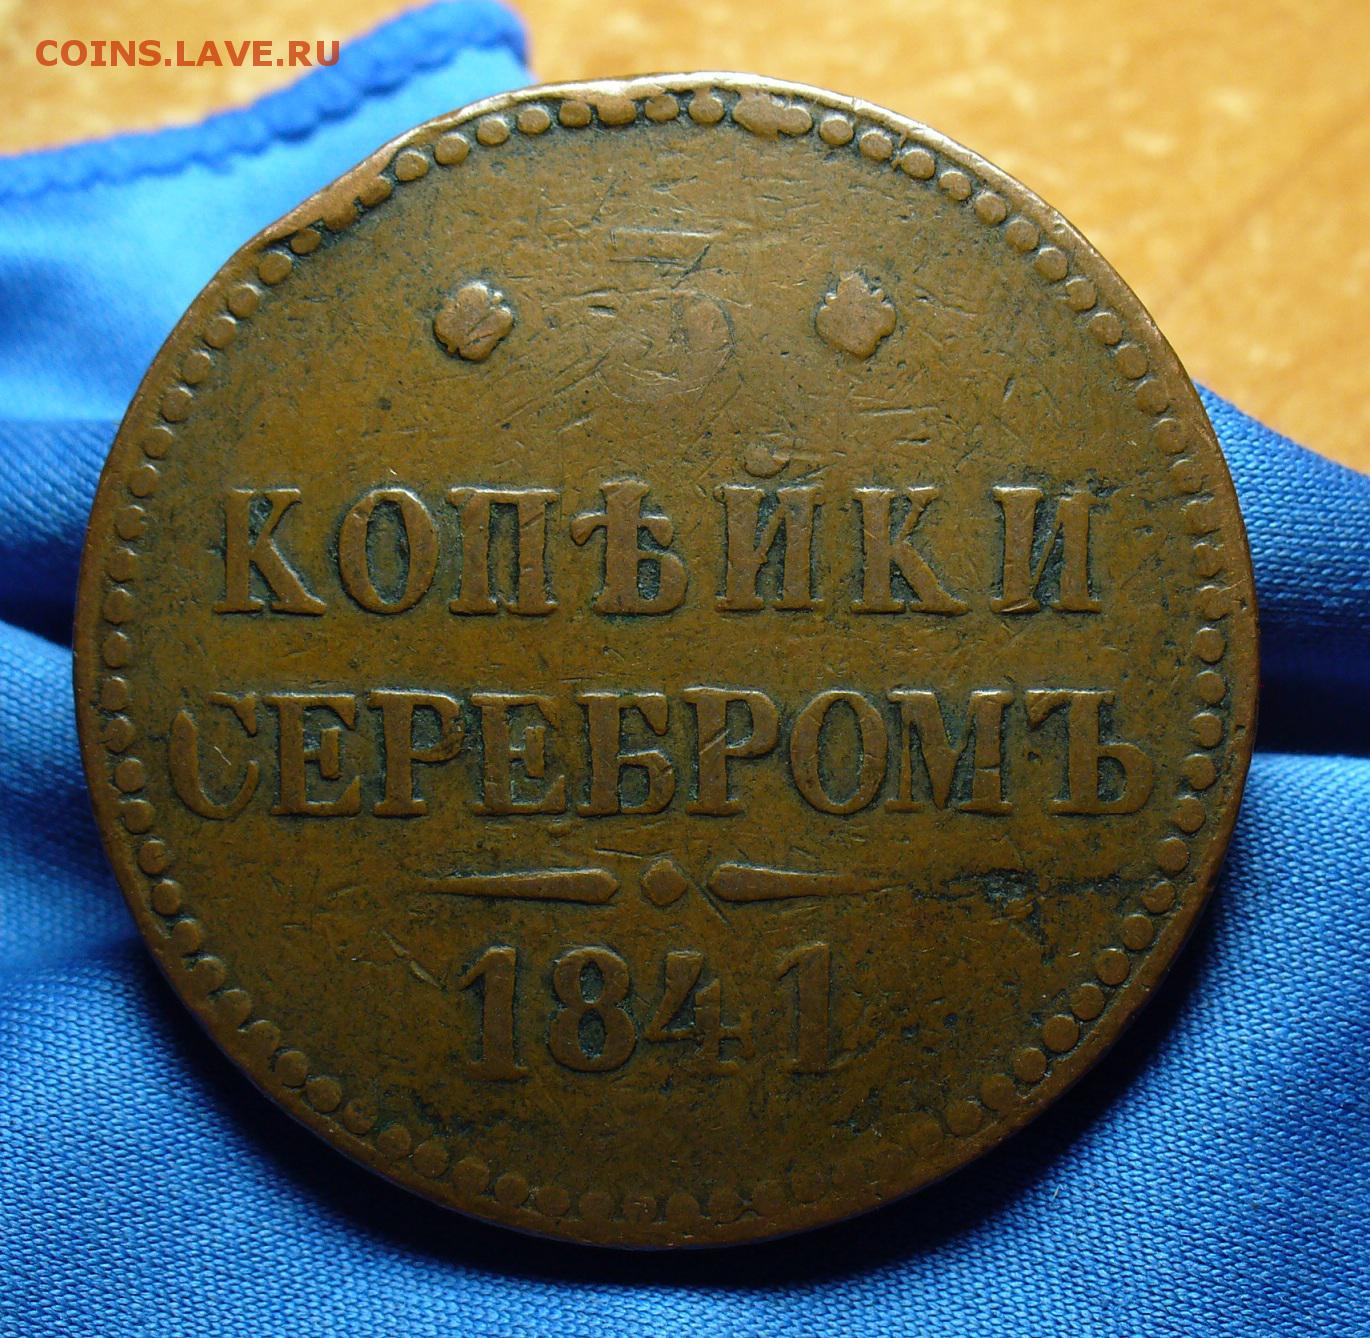 COINS.LAVE.RU
3
КОПѢЙКИ
СЕРЕБРОМЪ
1841